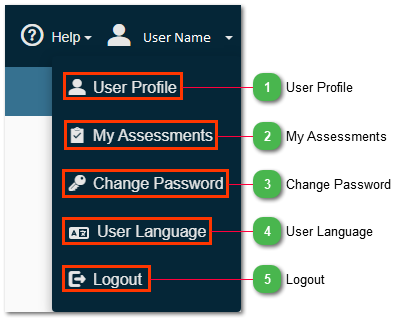 Help User Name
User Profile 1 User Profile
My Assessments 2 My Assessments
Change Password 3 Change Password
User Language 4 User Language
Logout 5 Logout